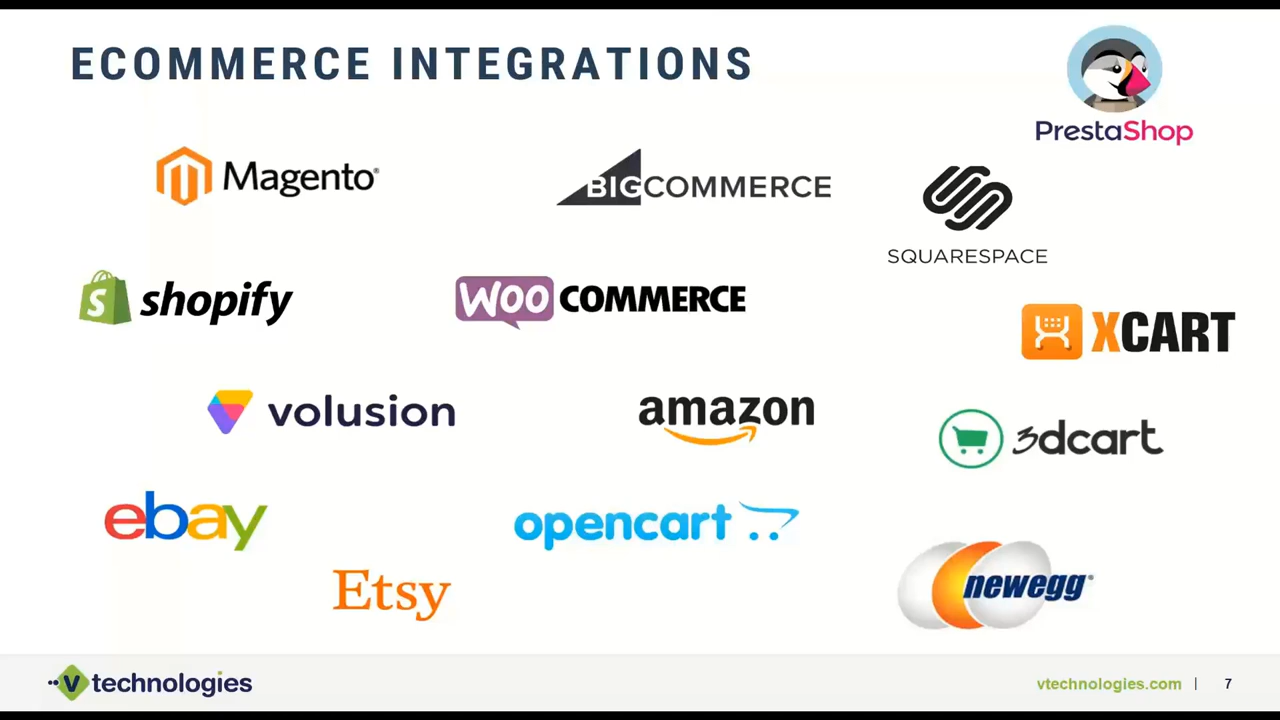 ECOMMERCE INTEGRATIONS
PrestaShop
Magento®
BIGCOMMERCE
SQUARESPACE
S shopify
WOO COMMERCE
XCART
volusion
amazon
3dcart
ebay
opencart
Etsy
newegg®
V technologies
vtechnologies.com | 7